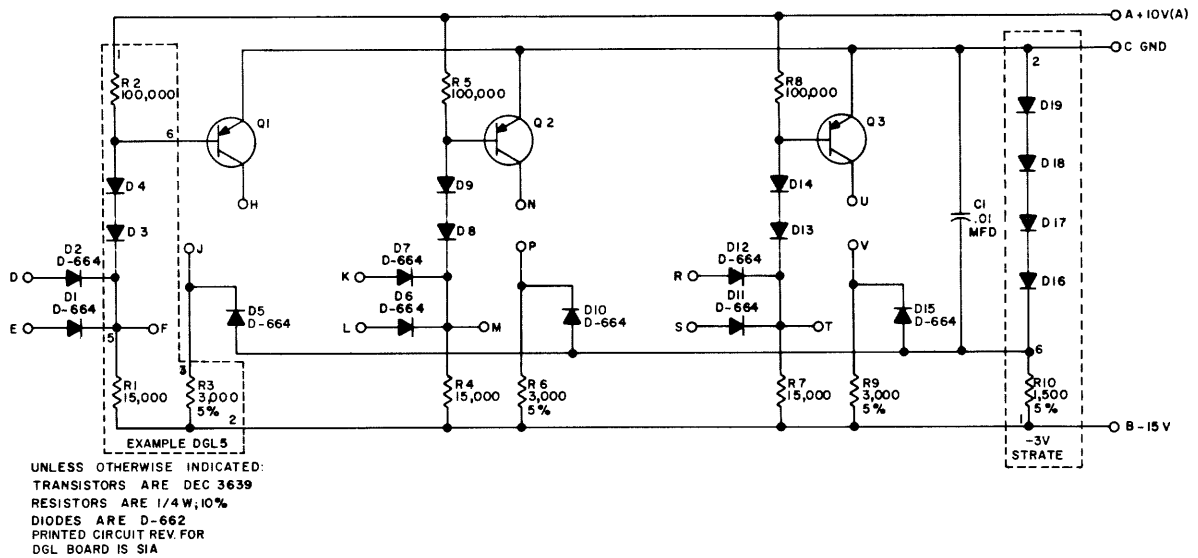 A+10V(A)
C GND
1
R2
100,000
R5
100,000
R8
100,000
2
D19
6
Q1
Q2
Q3
D4
D9
D14
D18
H
N
U
C1
.01
MFD
D3
D8
D13
D17
J
P
V
D2
D-664
D7
D-664
D12
D-664
D
K
R
D16
D1
D-664
D6
D-664
D11
D-664
D5
D-664
D10
D-664
D15
D-664
E
5
F
L
M
S
T
6
3
R1
15,000
R3
3,000
5%
R4
15,000
R6
3,000
5%
R7
15,000
R9
3,000
5%
R10
1,500
5%
2
1
B-15V
EXAMPLE DGL5
-3V
STRATE
UNLESS OTHERWISE INDICATED:
TRANSISTORS ARE DEC 3639
RESISTORS ARE 1/4W;10%
DIODES ARE D-662
PRINTED CIRCUIT REV. FOR
DGL BOARD IS S1A